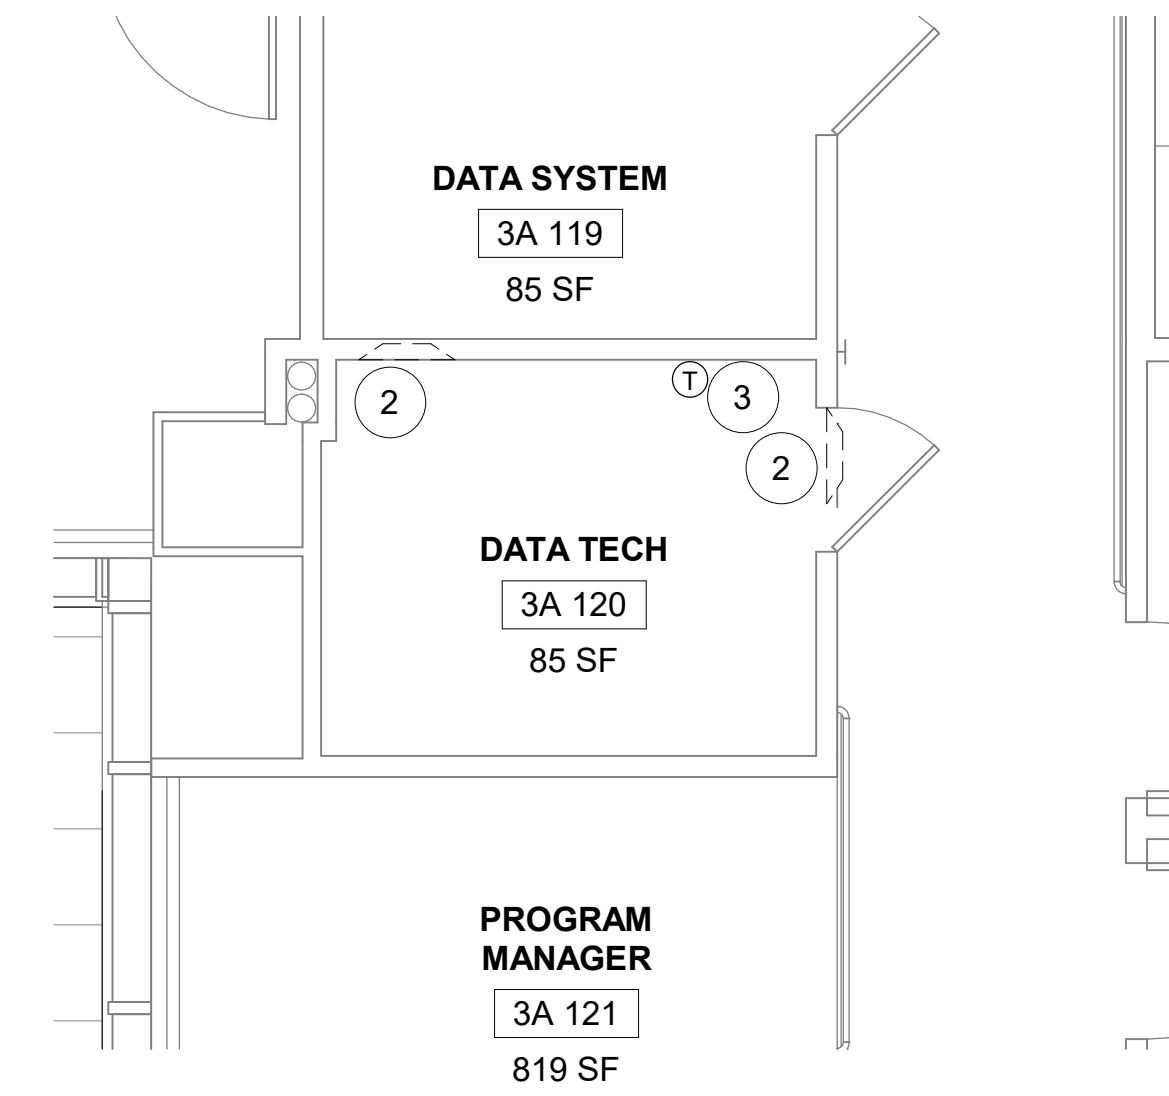 DATA SYSTEM
3A 119
85 SF
2
T
3
2
DATA TECH
3A 120
85 SF
PROGRAM
MANAGER
3A 121
819 SF